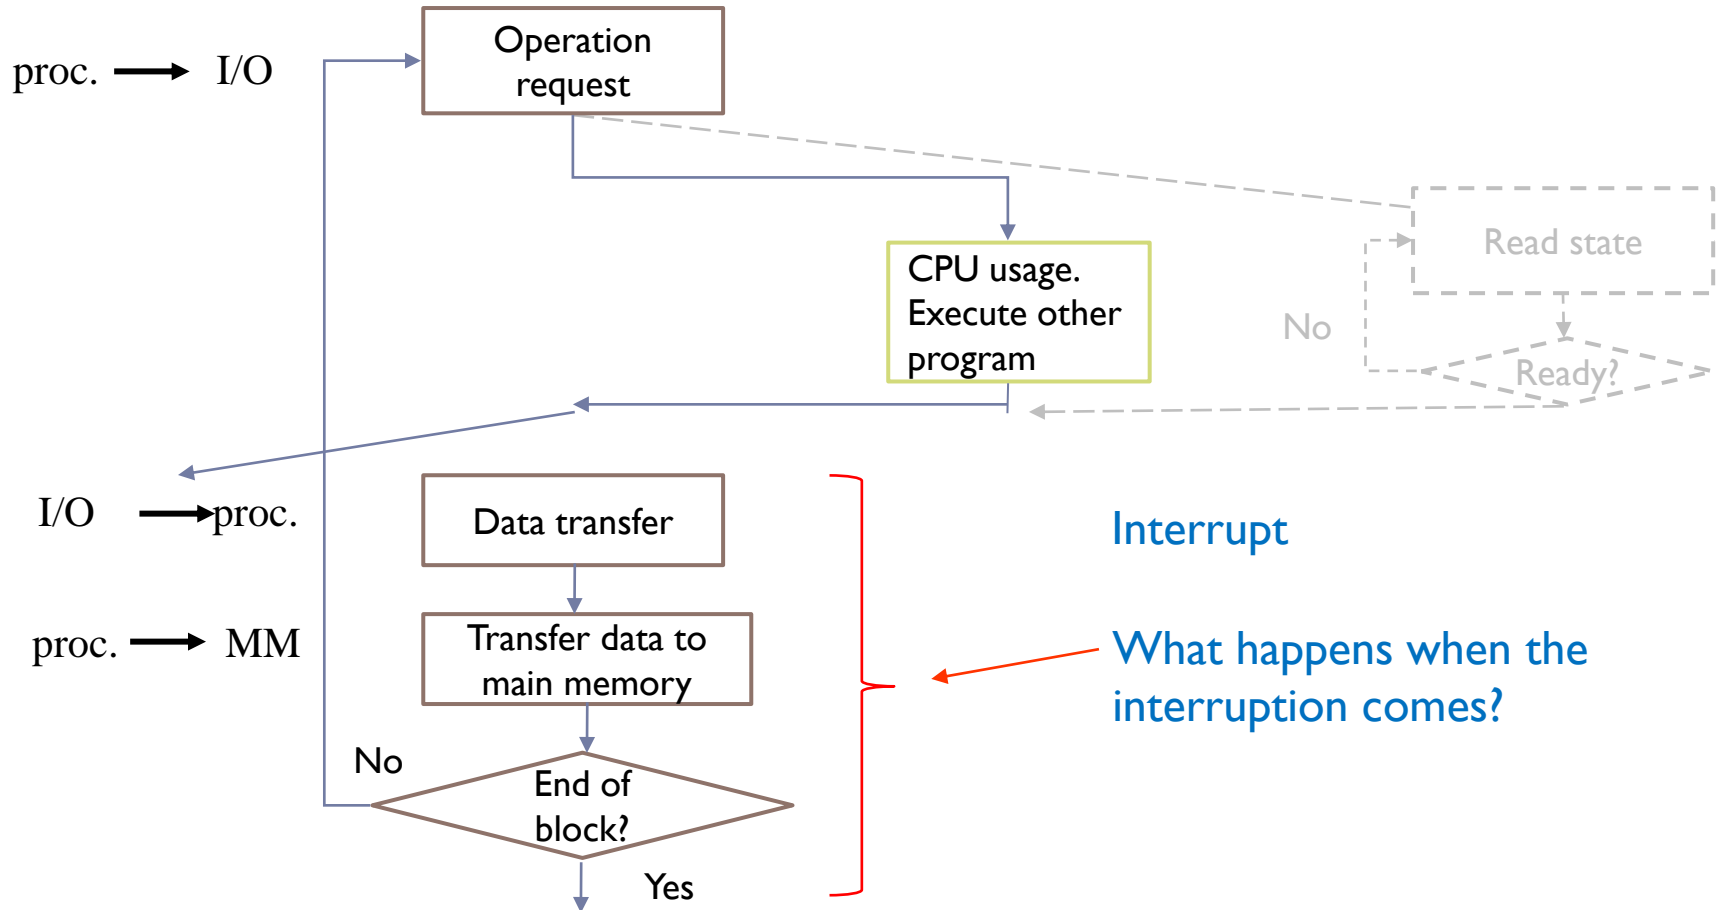 Operation
request
proc.
I/O
Read state
CPU usage.
Execute other
program
No
Ready?
I/O
proc.
Data transfer
Interrupt
proc.
MM
Transfer data to
main memory
What happens when the
interruption comes?
No
End of
block?
Yes